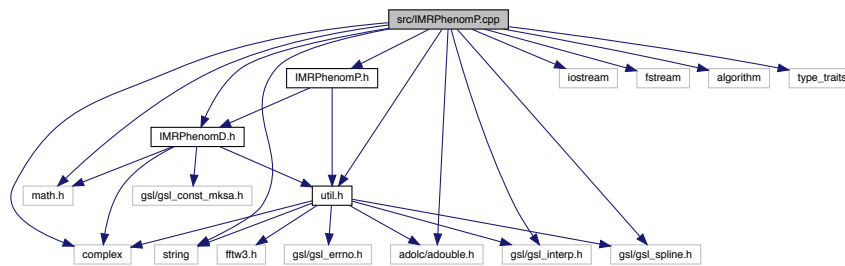 src/IMRPhenomP.cpp
IMRPhenomP.h
iostream
fstream
algorithm
type_traits
IMRPhenomD.h
math.h
gsl/gsl_const_mksa.h
util.h
complex
string
fftw3.h
gsl/gsl_errno.h
adolc/adouble.h
gsl/gsl_interp.h
gsl/gsl_spline.h